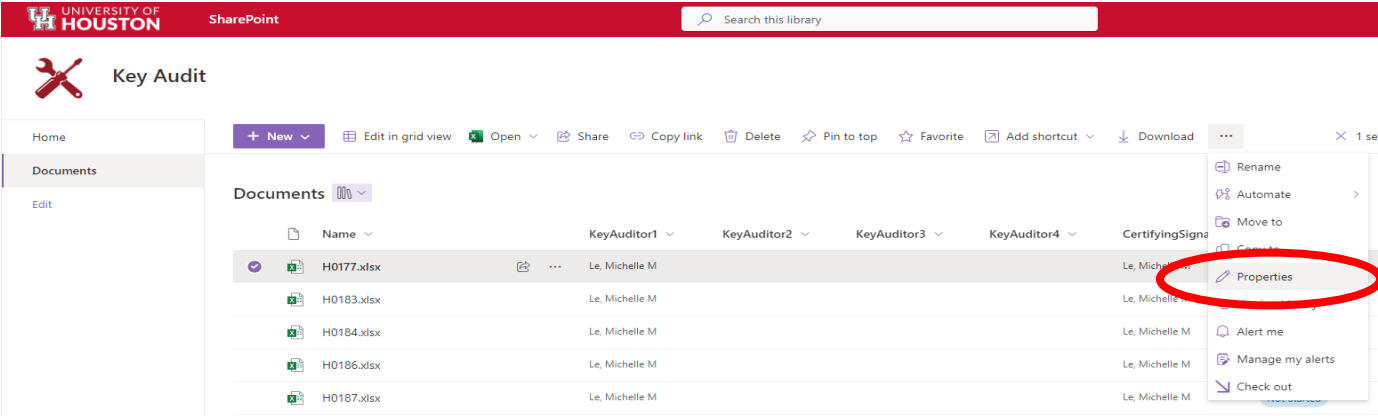 UNIVERSITY OF
HOUSTON
SharePoint
Search this library
Key Audit
Home
Documents
Edit
+ New
Edit in grid view
Open
Share
Copy link
Delete
Pin to top
Favorite
Add shortcut
Download
···
1 se
Documents
Name
KeyAuditor1
KeyAuditor2
KeyAuditor3
KeyAuditor4
CertifyingSigna
H0177.xlsx
···
Le, Michelle M
Le, Michelle M
H0183.xlsx
Le, Michelle M
Le, Michelle M
H0184.xlsx
Le, Michelle M
Le, Michelle M
H0186.xlsx
Le, Michelle M
Le, Michelle M
H0187.xlsx
Le, Michelle M
Le, Michelle M
Rename
Automate
Move to
Copy to
Properties
Alert me
Manage my alerts
Check out
Not Started